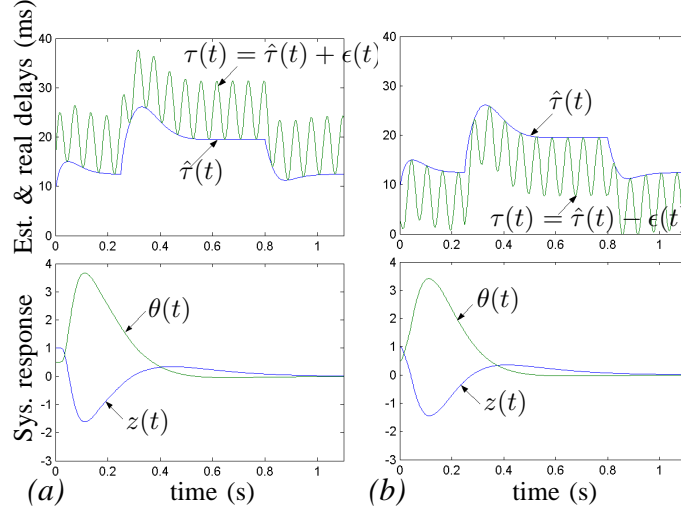 Est. & real delays (ms)
40
30
20
10
0
τ(t) = τ̂(t) + ϵ(t)
τ̂(t)
0 0.2 0.4 0.6 0.8 1
40
30
20
10
0
τ̂(t)
τ(t) = τ̂(t) − ϵ(t
0 0.2 0.4 0.6 0.8 1
Sys. response
4
3
2
1
0
-1
-2
-3
θ(t)
z(t)
0 0.2 0.4 0.6 0.8 1
(a) time (s)
4
3
2
1
0
-1
-2
-3
θ(t)
z(t)
0 0.2 0.4 0.6 0.8 1
(b) time (s)